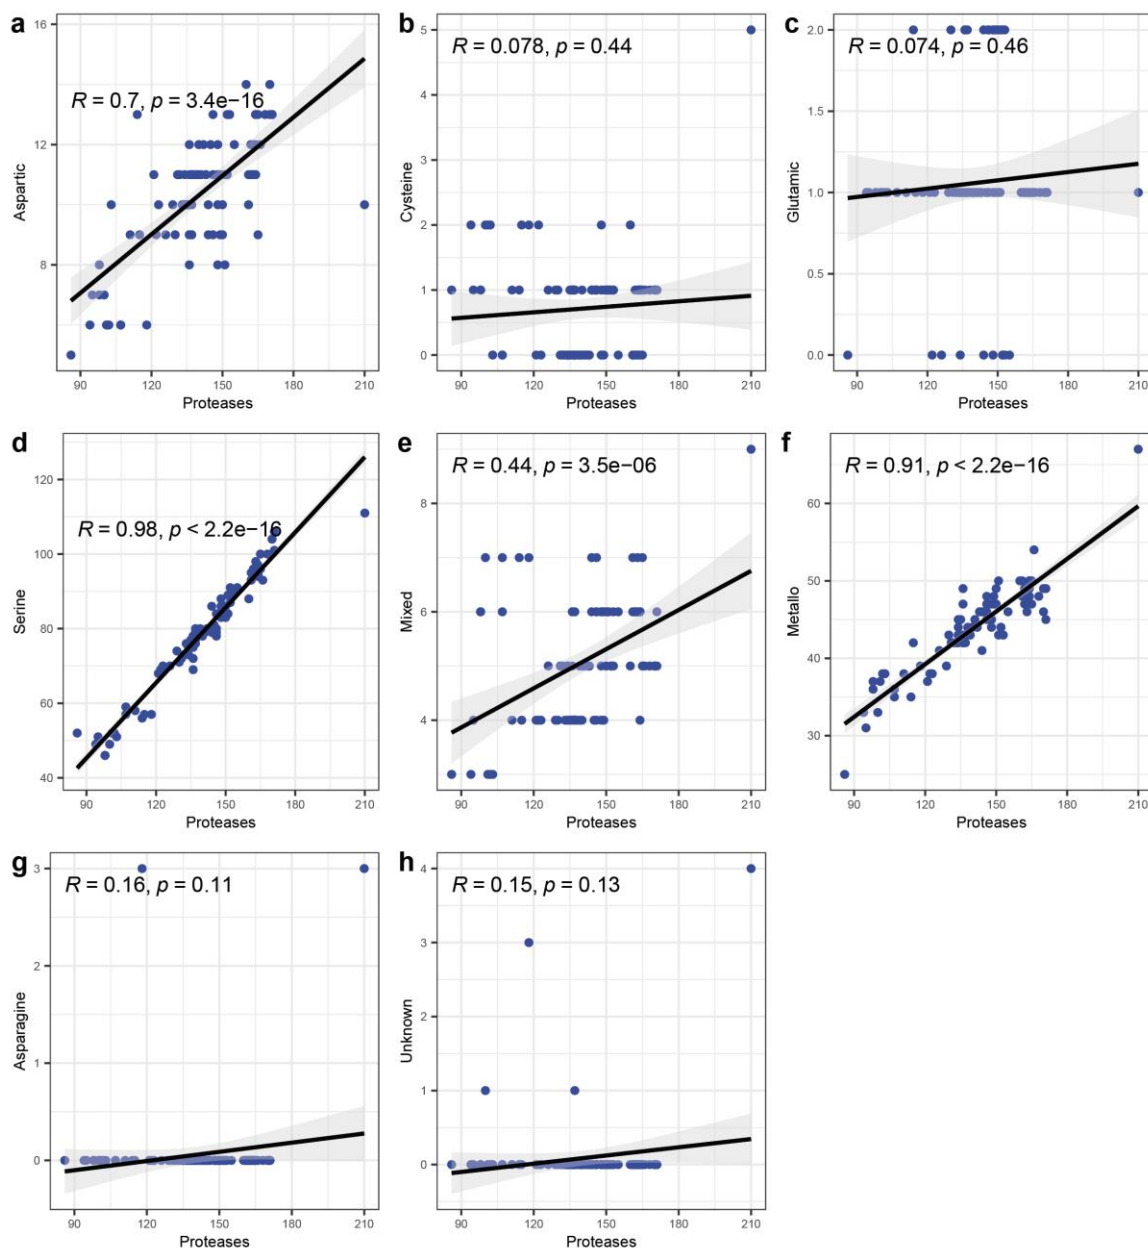 a
R = 0.7, p = 3.4e−16
16
12
8
Aspartic
90 120 150 180 210
Proteases
b
R = 0.078, p = 0.44
5
4
3
2
1
0
Cysteine
90 120 150 180 210
Proteases
c
R = 0.074, p = 0.46
2.0
1.5
1.0
0.5
0.0
Glutamic
90 120 150 180 210
Proteases
d
R = 0.98, p < 2.2e−16
120
100
80
60
40
Serine
90 120 150 180 210
Proteases
e
R = 0.44, p = 3.5e−06
8
6
4
Mixed
90 120 150 180 210
Proteases
f
R = 0.91, p < 2.2e−16
60
50
40
30
Metallo
90 120 150 180 210
Proteases
g
R = 0.16, p = 0.11
3
2
1
0
Asparagine
90 120 150 180 210
Proteases
h
R = 0.15, p = 0.13
4
3
2
1
0
Unknown
90 120 150 180 210
Proteases